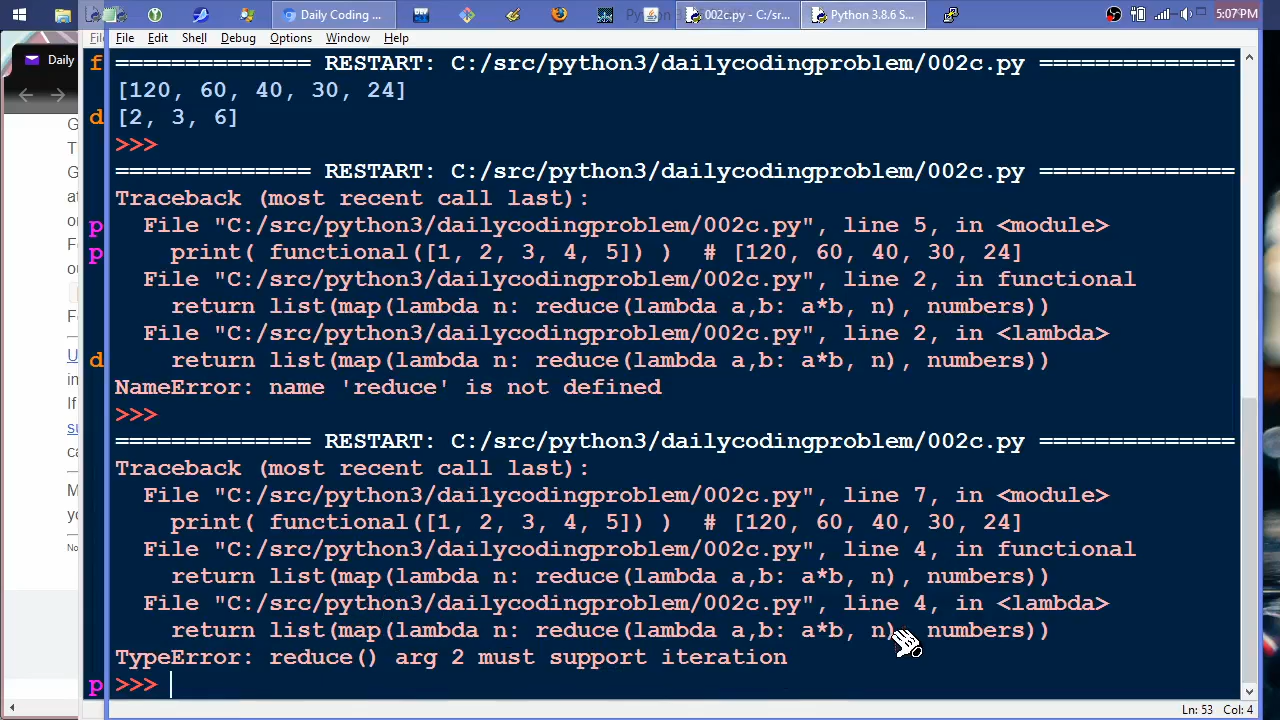 Daily Coding ...
Python 3
002c.py - C:/sr...
Python 3.8.6 S...
5:07 PM
File
Edit
Shell
Debug
Options
Window
Help
Daily
============== RESTART: C:/src/python3/dailycodingproblem/002c.py ==============
[120, 60, 40, 30, 24]
[2, 3, 6]
>>>
============== RESTART: C:/src/python3/dailycodingproblem/002c.py ==============
Traceback (most recent call last):
  File "C:/src/python3/dailycodingproblem/002c.py", line 5, in <module>
    print( functional([1, 2, 3, 4, 5]) )  # [120, 60, 40, 30, 24]
  File "C:/src/python3/dailycodingproblem/002c.py", line 2, in functional
    return list(map(lambda n: reduce(lambda a,b: a*b, n), numbers))
  File "C:/src/python3/dailycodingproblem/002c.py", line 2, in <lambda>
    return list(map(lambda n: reduce(lambda a,b: a*b, n), numbers))
NameError: name 'reduce' is not defined
>>>
============== RESTART: C:/src/python3/dailycodingproblem/002c.py ==============
Traceback (most recent call last):
  File "C:/src/python3/dailycodingproblem/002c.py", line 7, in <module>
    print( functional([1, 2, 3, 4, 5]) )  # [120, 60, 40, 30, 24]
  File "C:/src/python3/dailycodingproblem/002c.py", line 4, in functional
    return list(map(lambda n: reduce(lambda a,b: a*b, n), numbers))
  File "C:/src/python3/dailycodingproblem/002c.py", line 4, in <lambda>
    return list(map(lambda n: reduce(lambda a,b: a*b, n), numbers))
TypeError: reduce() arg 2 must support iteration
>>>
Ln: 53 Col: 4